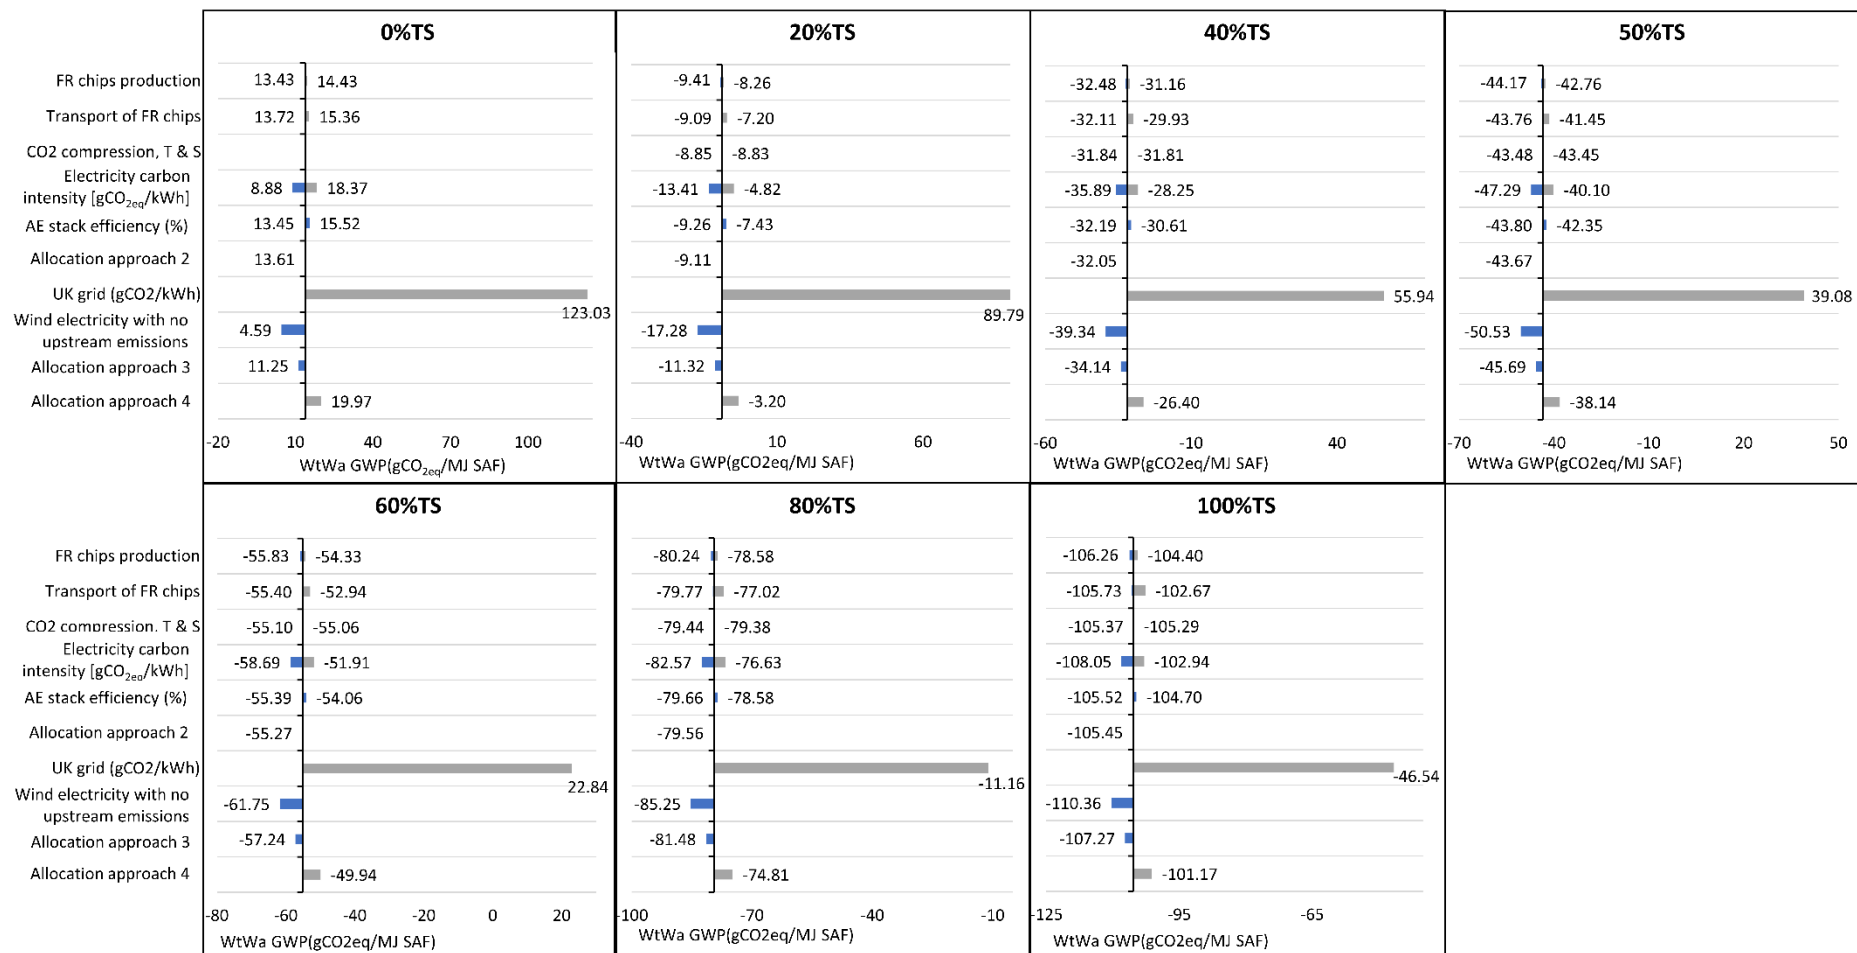 0%TS
20%TS
40%TS
50%TS
FR chips production
13.43 14.43
-9.41 -8.26
-32.48 -31.16
-44.17 -42.76
Transport of FR chips
13.72 15.36
-9.09 -7.20
-32.11 -29.93
-43.76 -41.45
CO2 compression, T & S
-8.85 -8.83
-31.84 -31.81
-43.48 -43.45
Electricity carbon
intensity [gCO2eq/kWh]
8.88 18.37
-13.41 -4.82
-35.89 -28.25
-47.29 -40.10
AE stack efficiency (%)
13.45 15.52
-9.26 -7.43
-32.19 -30.61
-43.80 -42.35
Allocation approach 2
13.61
-9.11
-32.05
-43.67
UK grid (gCO2/kWh)
123.03
89.79
55.94
39.08
Wind electricity with no
upstream emissions
4.59
-17.28
-39.34
-50.53
Allocation approach 3
11.25
-11.32
-34.14
-45.69
Allocation approach 4
19.97
-3.20
-26.40
-38.14
-20 10 40 70 100
-40 10 60
-60 -10 40
-70 -40 -10 20 50
WtWa GWP(gCO2eq/MJ SAF)
WtWa GWP(gCO2eq/MJ SAF)
WtWa GWP(gCO2eq/MJ SAF)
WtWa GWP(gCO2eq/MJ SAF)
60%TS
80%TS
100%TS
FR chips production
-55.83 -54.33
-80.24 -78.58
-106.26 -104.40
Transport of FR chips
-55.40 -52.94
-79.77 -77.02
-105.73 -102.67
CO2 compression, T & S
-55.10 -55.06
-79.44 -79.38
-105.37 -105.29
Electricity carbon
intensity [gCO2eq/kWh]
-58.69 -51.91
-82.57 -76.63
-108.05 -102.94
AE stack efficiency (%)
-55.39 -54.06
-79.66 -78.58
-105.52 -104.70
Allocation approach 2
-55.27
-79.56
-105.45
UK grid (gCO2/kWh)
22.84
-11.16
-46.54
Wind electricity with no
upstream emissions
-61.75
-85.25
-110.36
Allocation approach 3
-57.24
-81.48
-107.27
Allocation approach 4
-49.94
-74.81
-101.17
-80 -60 -40 -20 0 20
-100 -70 -40 -10
-125 -95 -65
WtWa GWP(gCO2eq/MJ SAF)
WtWa GWP(gCO2eq/MJ SAF)
WtWa GWP(gCO2eq/MJ SAF)